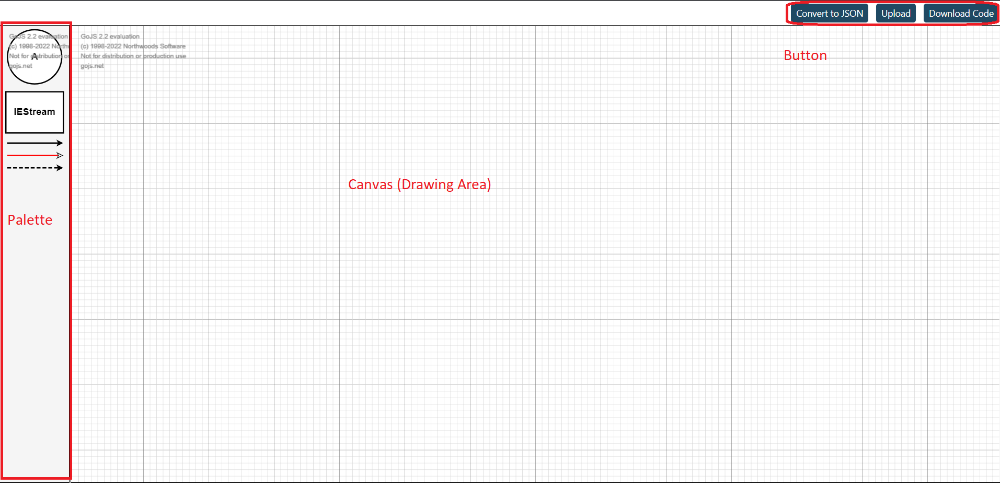 Convert to JSON
Upload
Download Code
GoJS 2.2 evaluation
(c) 1998-2022 Northw
Not for distribution or
gojs.net
A
GoJS 2.2 evaluation
(c) 1998-2022 Northwoods Software
Not for distribution or production use
gojs.net
Button
IEStream
Canvas (Drawing Area)
Palette